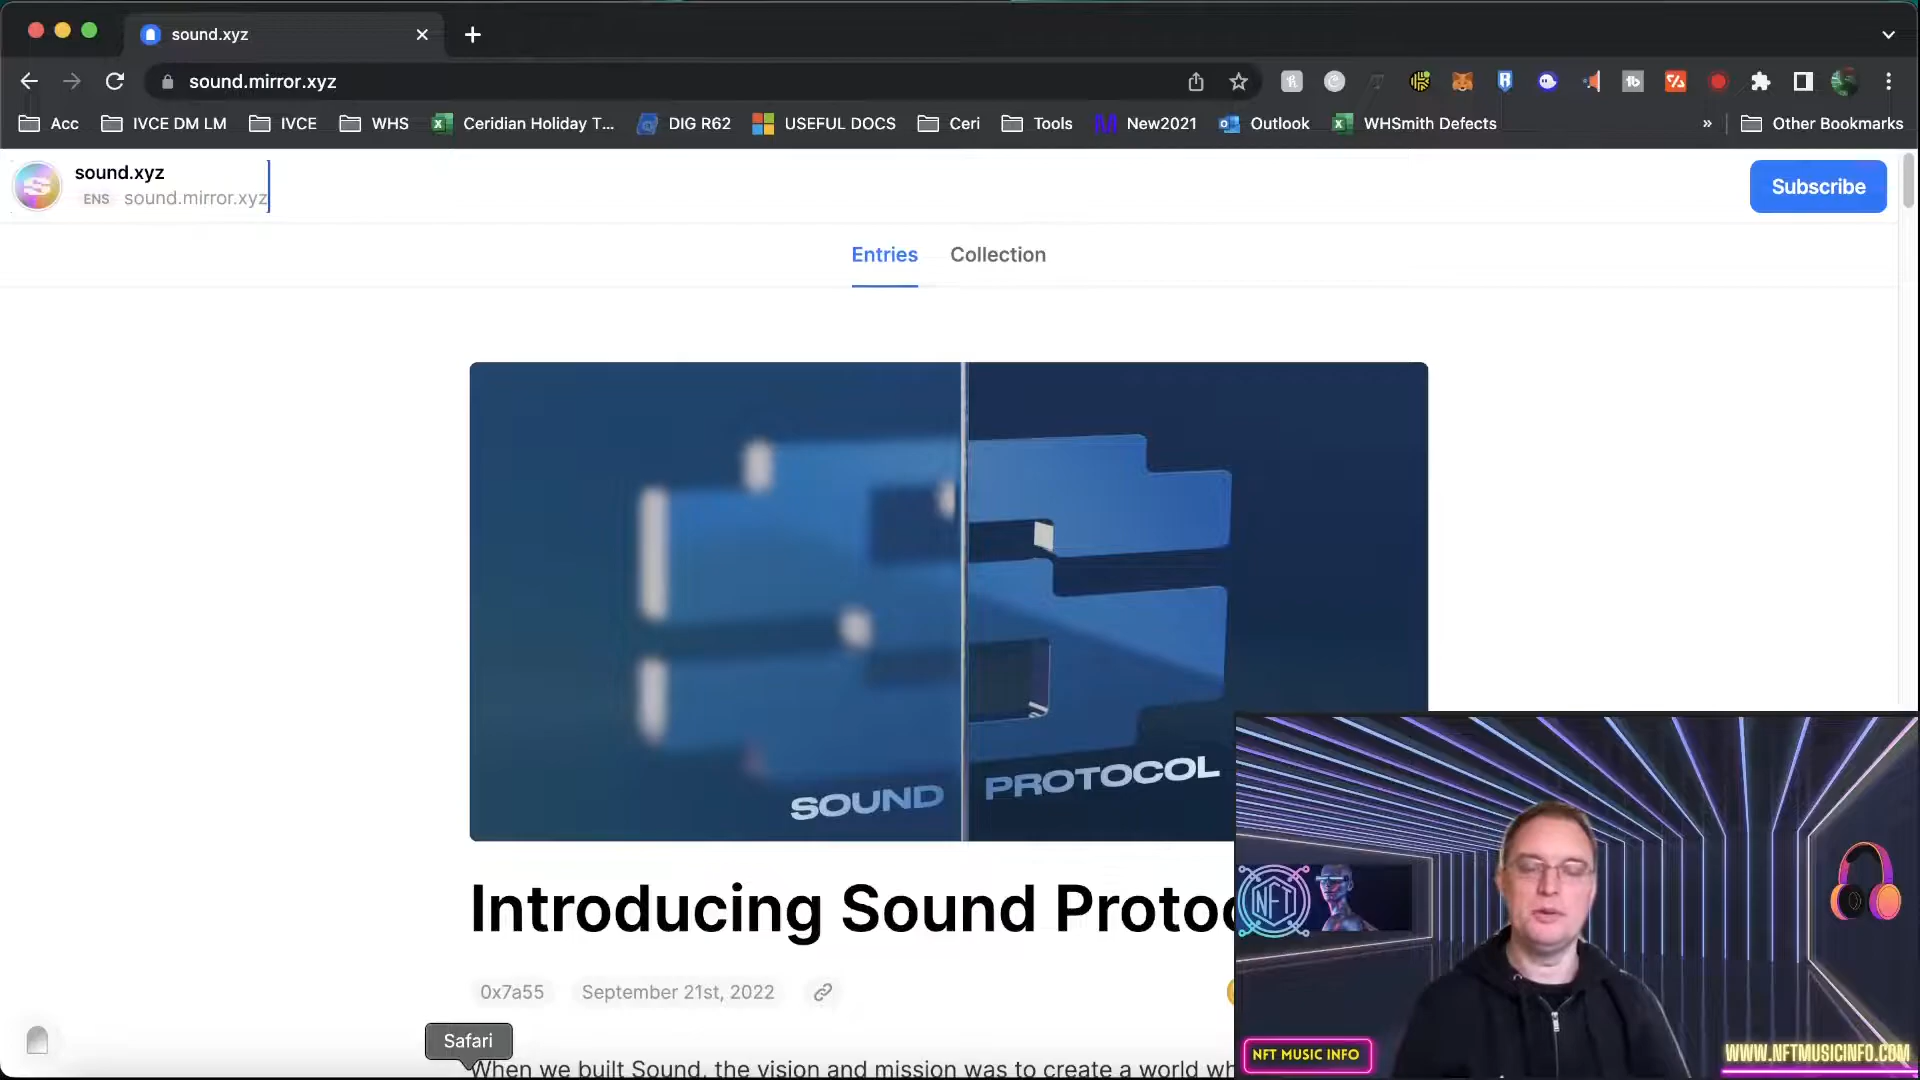 sound.xyz
sound.mirror.xyz
Acc IVCE DM LM IVCE WHS Ceridian Holiday T... DIG R62 USEFUL DOCS Ceri Tools New2021 Outlook WHSmith Defects » Other Bookmarks
sound.xyz
ENS sound.mirror.xyz
Subscribe
Entries Collection
SOUND PROTOCOL
Introducing Sound Protoc
0x7a55 September 21st, 2022
Safari
When we built Sound, the vision and mission was to create a world wh
NFT
NFT MUSIC INFO
WWW.NFTMUSICINFO.COM